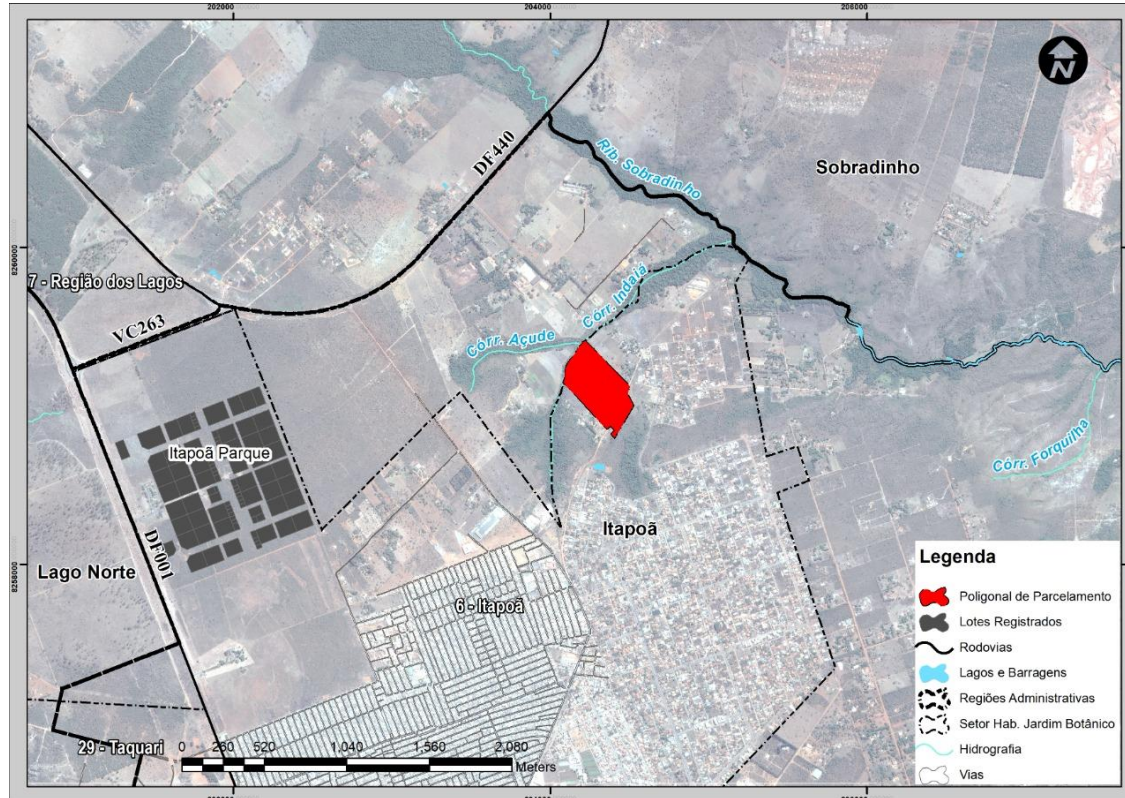 202000
204000
206000
N
DF440
Rib. Sobradinho
Sobradinho
8260000
7 - Região dos Lagos
VC263
Córr. Indaiá
Córr. Açude
Itapoã Parque
Córr. Forquilha
Itapoã
DF001
Lago Norte
8258000
6 - Itapoã
29 - Taquari
0 260 520 1,040 1,560 2,080
Meters
Legenda
Poligonal de Parcelamento
Lotes Registrados
Rodovias
Lagos e Barragens
Regiões Administrativas
Setor Hab. Jardim Botânico
Hidrografia
Vias